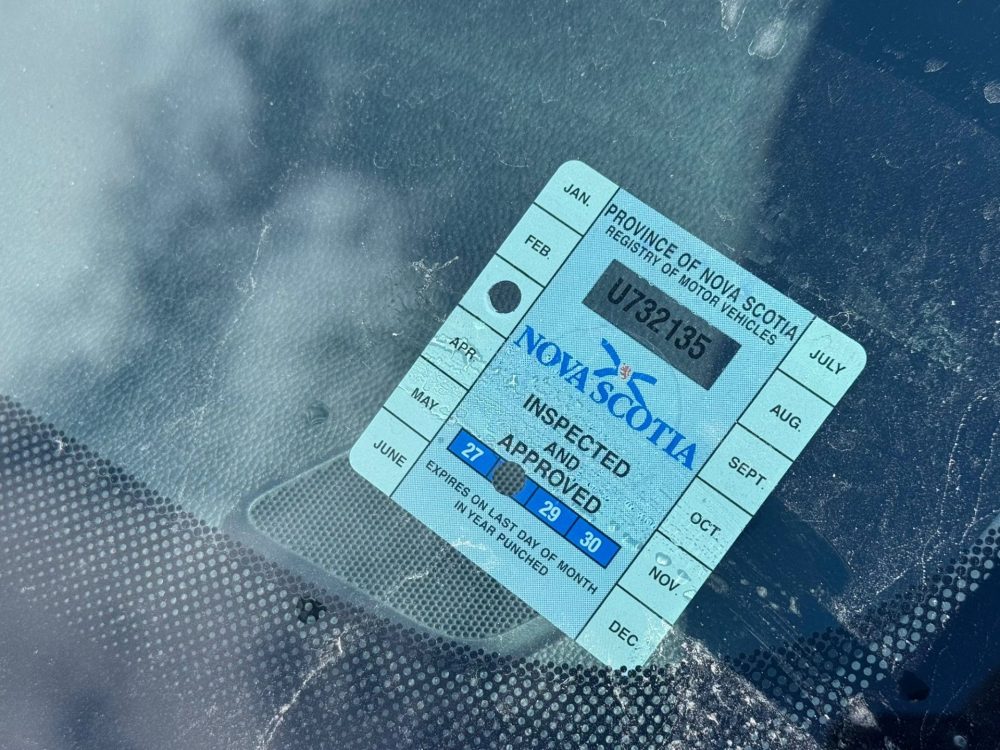 JAN.
FEB.
APR.
MAY
JUNE
PROVINCE OF NOVA SCOTIA
REGISTRY OF MOTOR VEHICLES
U732135
NOVA SCOTIA
INSPECTED
AND
APPROVED
27 29 30
EXPIRES ON LAST DAY OF MONTH
IN YEAR PUNCHED
JULY
AUG.
SEPT.
OCT.
NOV.
DEC.